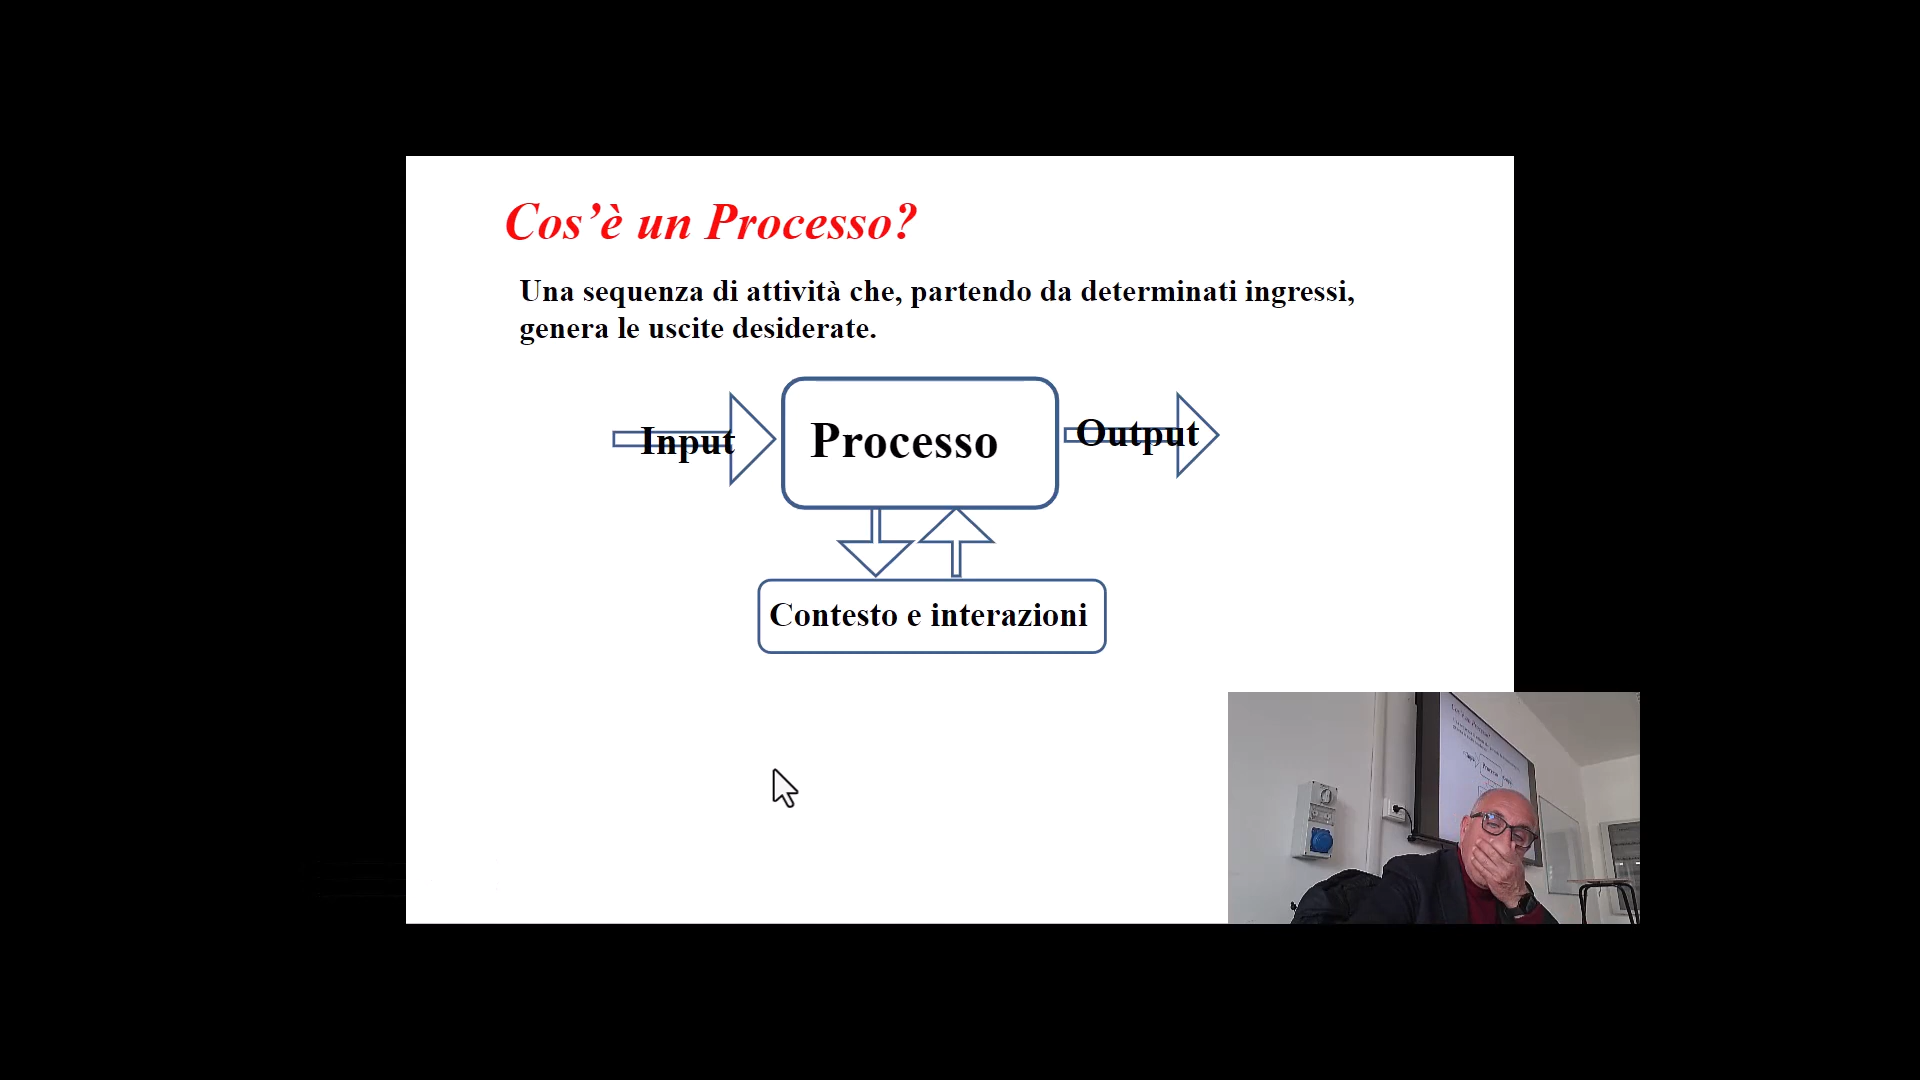 Cos’è un Processo?
Una sequenza di attività che, partendo da determinati ingressi,
genera le uscite desiderate.
Input
Processo
Output
Contesto e interazioni